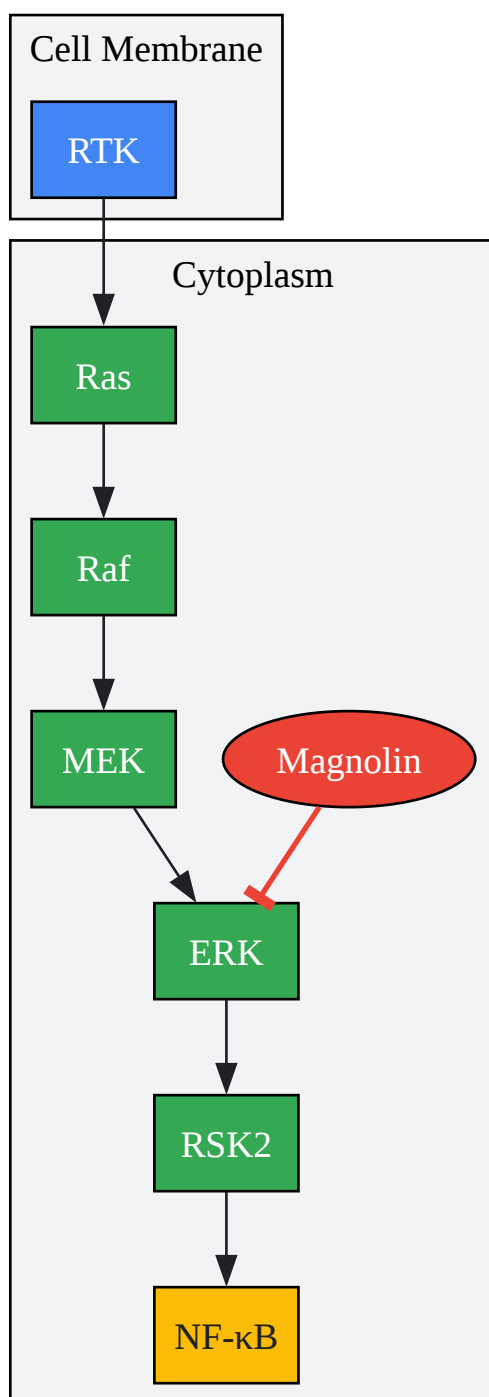 Cell Membrane
RTK
Cytoplasm
Ras
Raf
MEK
Magnolin
ERK
RSK2
NF-κB